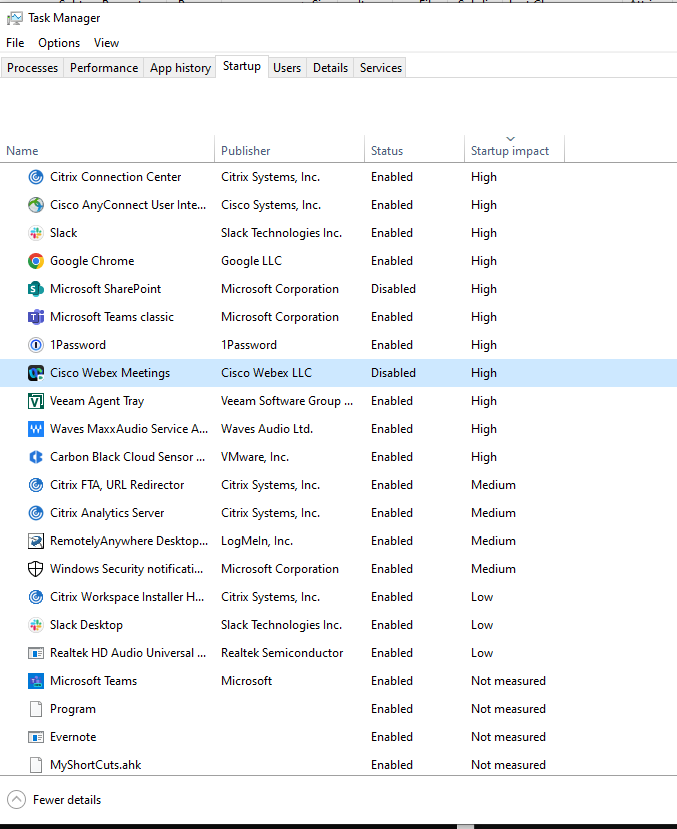 Task Manager
File Options View
Processes Performance App history Startup Users Details Services
Name Publisher Status Startup impact
Citrix Connection Center Citrix Systems, Inc. Enabled High
Cisco AnyConnect User Inte... Cisco Systems, Inc. Enabled High
Slack Slack Technologies Inc. Enabled High
Google Chrome Google LLC Enabled High
Microsoft SharePoint Microsoft Corporation Disabled High
Microsoft Teams classic Microsoft Corporation Enabled High
1Password 1Password Enabled High
Cisco Webex Meetings Cisco Webex LLC Disabled High
Veeam Agent Tray Veeam Software Group ... Enabled High
Waves MaxxAudio Service A... Waves Audio Ltd. Enabled High
Carbon Black Cloud Sensor ... VMware, Inc. Enabled High
Citrix FTA, URL Redirector Citrix Systems, Inc. Enabled Medium
Citrix Analytics Server Citrix Systems, Inc. Enabled Medium
RemotelyAnywhere Desktop... LogMeIn, Inc. Enabled Medium
Windows Security notificati... Microsoft Corporation Enabled Medium
Citrix Workspace Installer H... Citrix Systems, Inc. Enabled Low
Slack Desktop Slack Technologies Inc. Enabled Low
Realtek HD Audio Universal ... Realtek Semiconductor Enabled Low
Microsoft Teams Microsoft Enabled Not measured
Program Enabled Not measured
Evernote Enabled Not measured
MyShortCuts.ahk Enabled Not measured
Fewer details